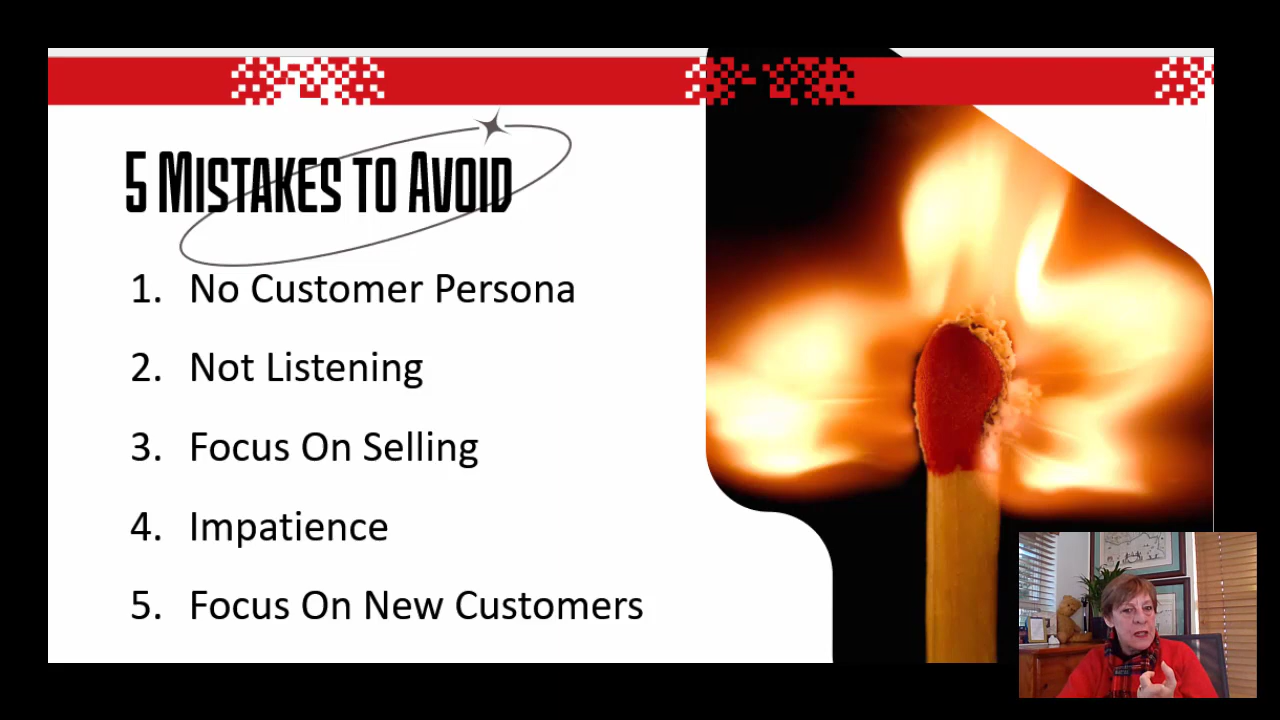 5 Mistakes to Avoid
1. No Customer Persona
2. Not Listening
3. Focus On Selling
4. Impatience
5. Focus On New Customers